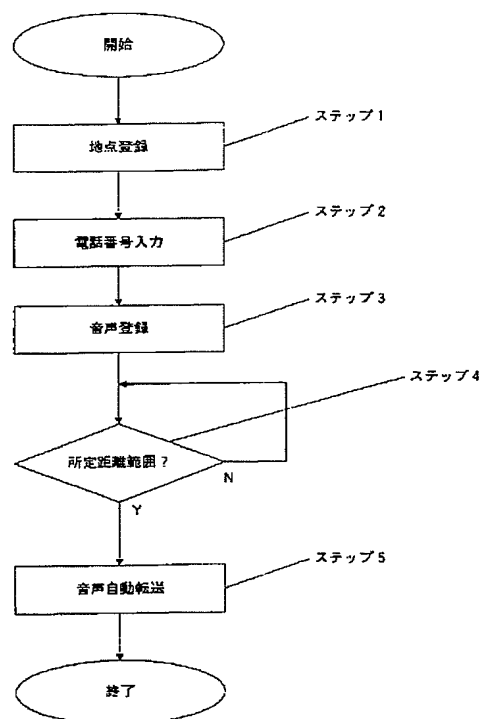 開始
ステップ1
地点登録
ステップ2
電話番号入力
ステップ3
音声登録
ステップ4
所定距離範囲?
N
Y
ステップ5
音声自動転送
終了